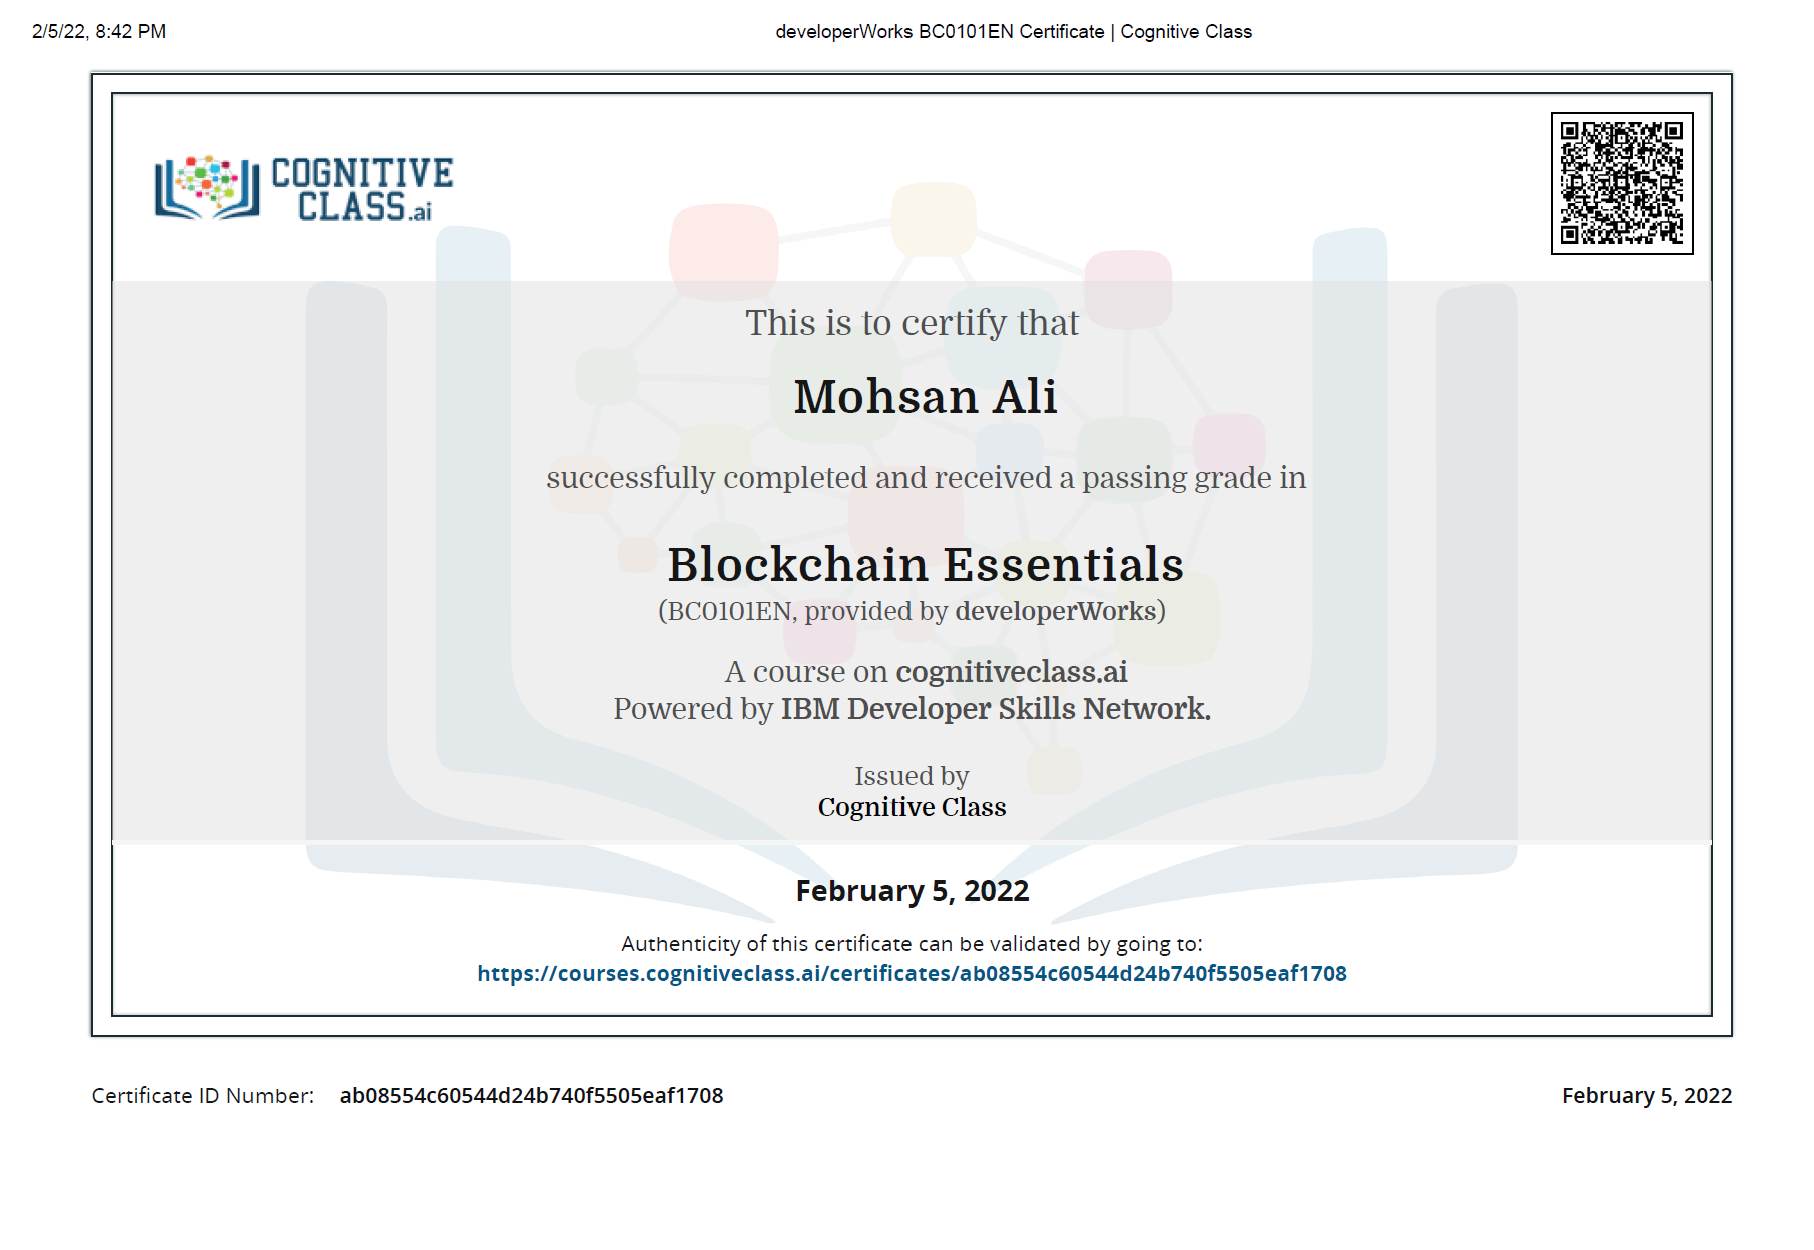 2/5/22, 8:42 PM
developerWorks BC0101EN Certificate | Cognitive Class
COGNITIVE
CLASS.ai
This is to certify that
Mohsan Ali
successfully completed and received a passing grade in
Blockchain Essentials
(BC0101EN, provided by developerWorks)
A course on cognitiveclass.ai
Powered by IBM Developer Skills Network.
Issued by
Cognitive Class
February 5, 2022
Authenticity of this certificate can be validated by going to:
https://courses.cognitiveclass.ai/certificates/ab08554c60544d24b740f5505eaf1708
Certificate ID Number: ab08554c60544d24b740f5505eaf1708
February 5, 2022